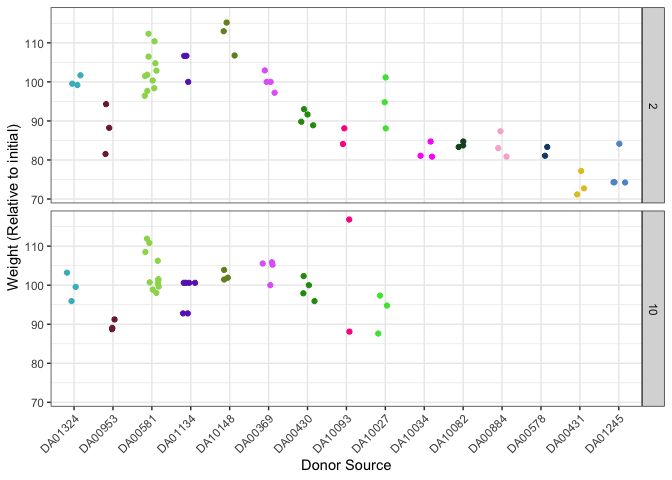 110
100
90
80
70
2
110
100
90
80
70
10
Weight (Relative to initial)
DA01324
DA00953
DA00581
DA01134
DA10148
DA00369
DA00430
DA10093
DA10027
DA10034
DA10082
DA00884
DA00578
DA00431
DA01245
Donor Source